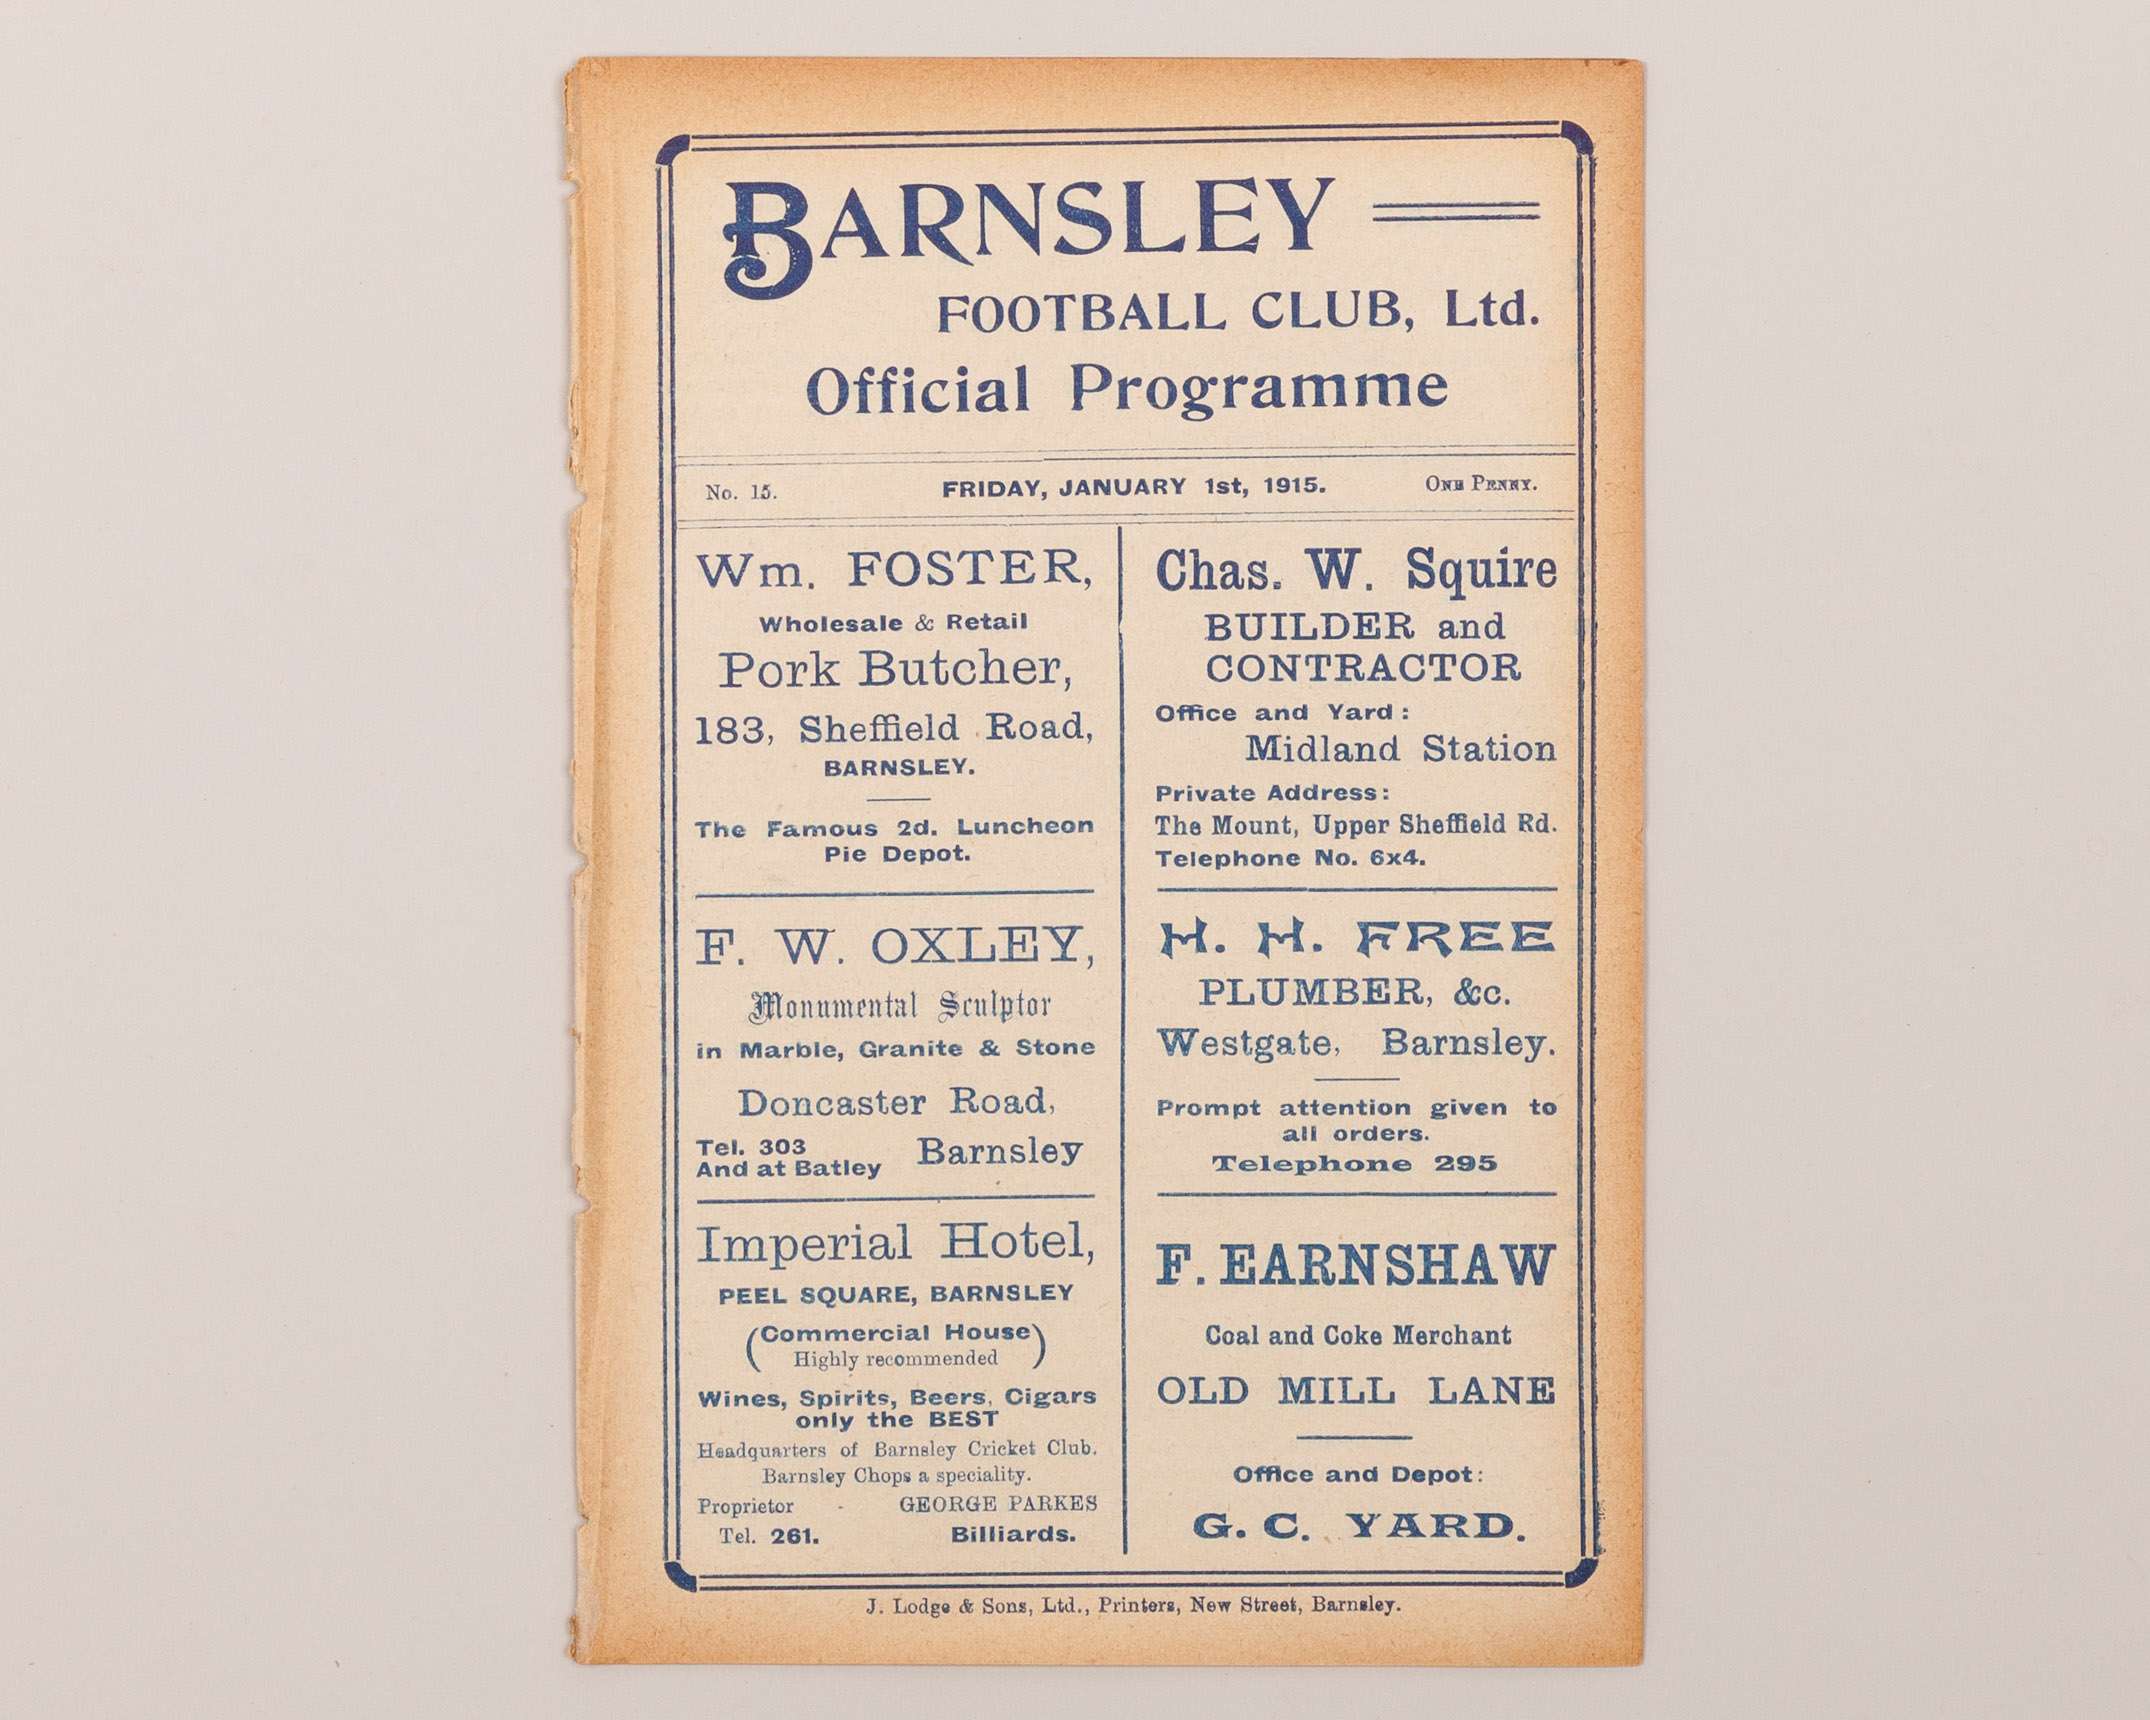 BARNSLEY
FOOTBALL CLUB, Ltd.
Official Programme
No. 15. FRIDAY, JANUARY 1st, 1915. ONE PENNY.
Wm. FOSTER,
Wholesale & Retail
Pork Butcher,
183, Sheffield Road,
BARNSLEY.
The Famous 2d. Luncheon
Pie Depot.
F. W. OXLEY,
Monumental Sculptor
in Marble, Granite & Stone
Doncaster Road,
Tel. 303
And at Batley Barnsley
Imperial Hotel,
PEEL SQUARE, BARNSLEY
(Commercial House
Highly recommended)
Wines, Spirits, Beers, Cigars
only the BEST
Headquarters of Barnsley Cricket Club.
Barnsley Chops a speciality.
Proprietor - GEORGE PARKES
Tel. 261. Billiards.
Chas. W. Squire
BUILDER and
CONTRACTOR
Office and Yard:
Midland Station
Private Address:
The Mount, Upper Sheffield Rd.
Telephone No. 6x4.
H. H. FREE
PLUMBER, &c.
Westgate, Barnsley.
Prompt attention given to
all orders.
Telephone 295
F. EARNSHAW
Coal and Coke Merchant
OLD MILL LANE
Office and Depot:
G. C. YARD.
J. Lodge & Sons, Ltd., Printers, New Street, Barnsley.